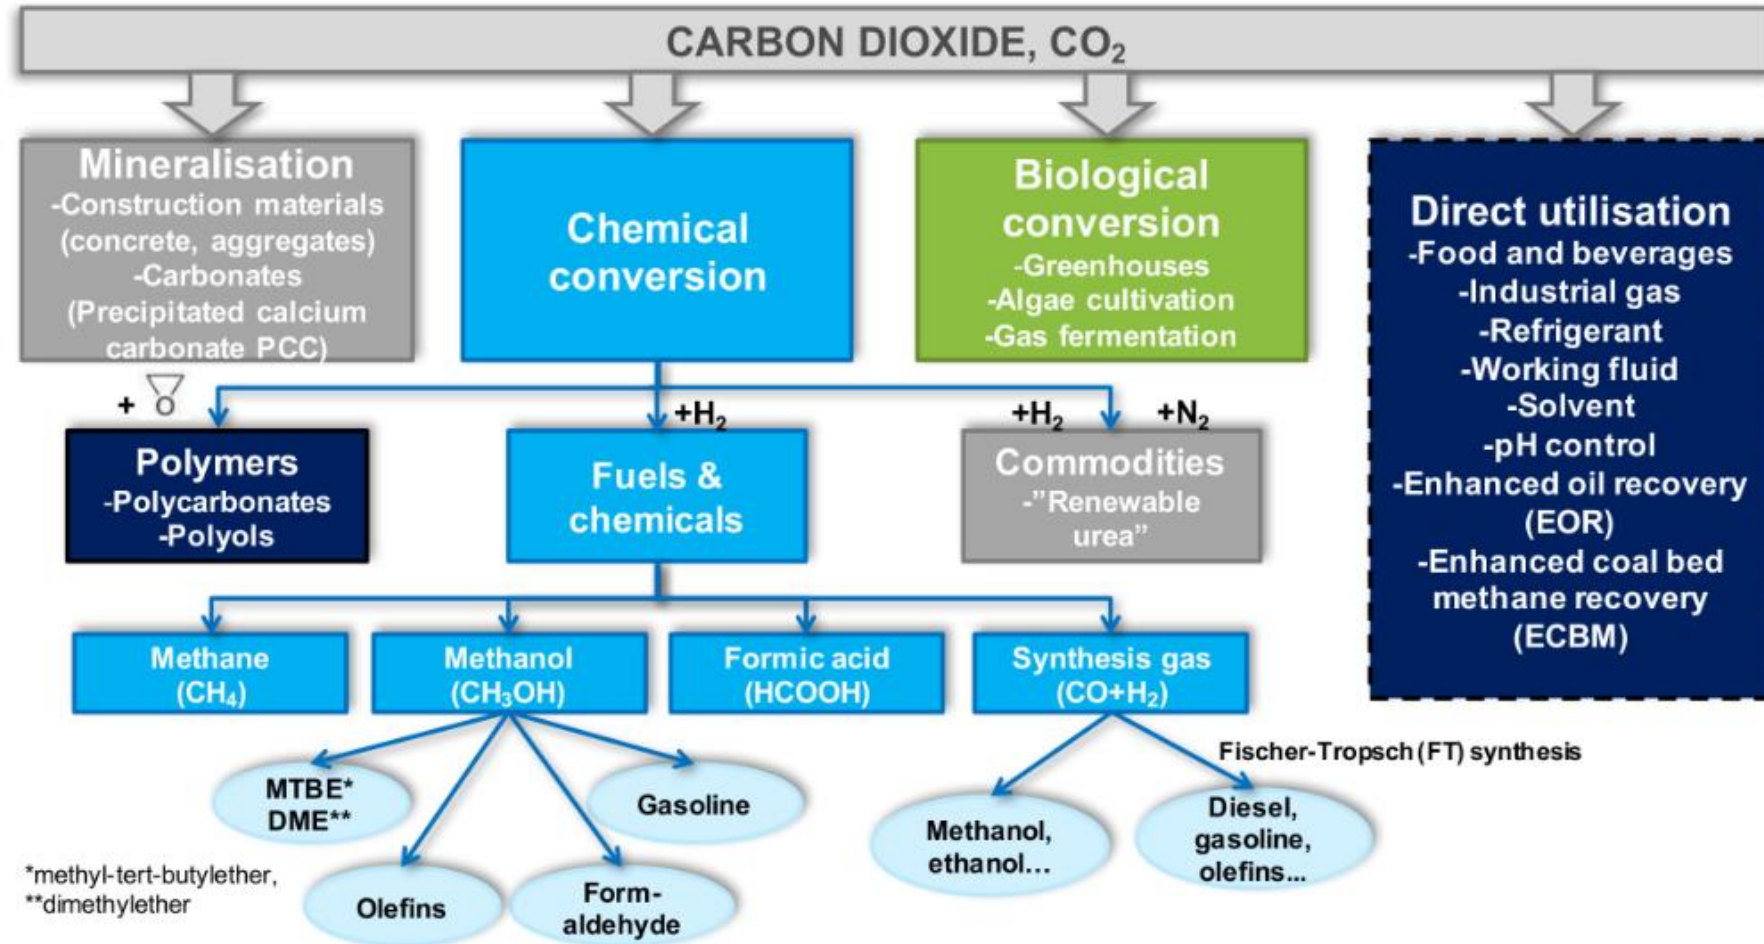 CARBON DIOXIDE, CO₂
Mineralisation
-Construction materials
(concrete, aggregates)
-Carbonates
(Precipitated calcium
carbonate PCC)
Chemical
conversion
Biological
conversion
-Greenhouses
-Algae cultivation
-Gas fermentation
Direct utilisation
-Food and beverages
-Industrial gas
-Refrigerant
-Working fluid
-Solvent
-pH control
-Enhanced oil recovery
(EOR)
-Enhanced coal bed
methane recovery
(ECBM)
+ O
+H₂
+H₂ +N₂
Polymers
-Polycarbonates
-Polyols
Fuels &
chemicals
Commodities
-”Renewable
urea”
Methane
(CH₄)
Methanol
(CH₃OH)
Formic acid
(HCOOH)
Synthesis gas
(CO+H₂)
Fischer-Tropsch (FT) synthesis
MTBE*
DME**
Olefins
Form-
aldehyde
Gasoline
Methanol,
ethanol...
Diesel,
gasoline,
olefins...
*methyl-tert-butylether,
**dimethylether